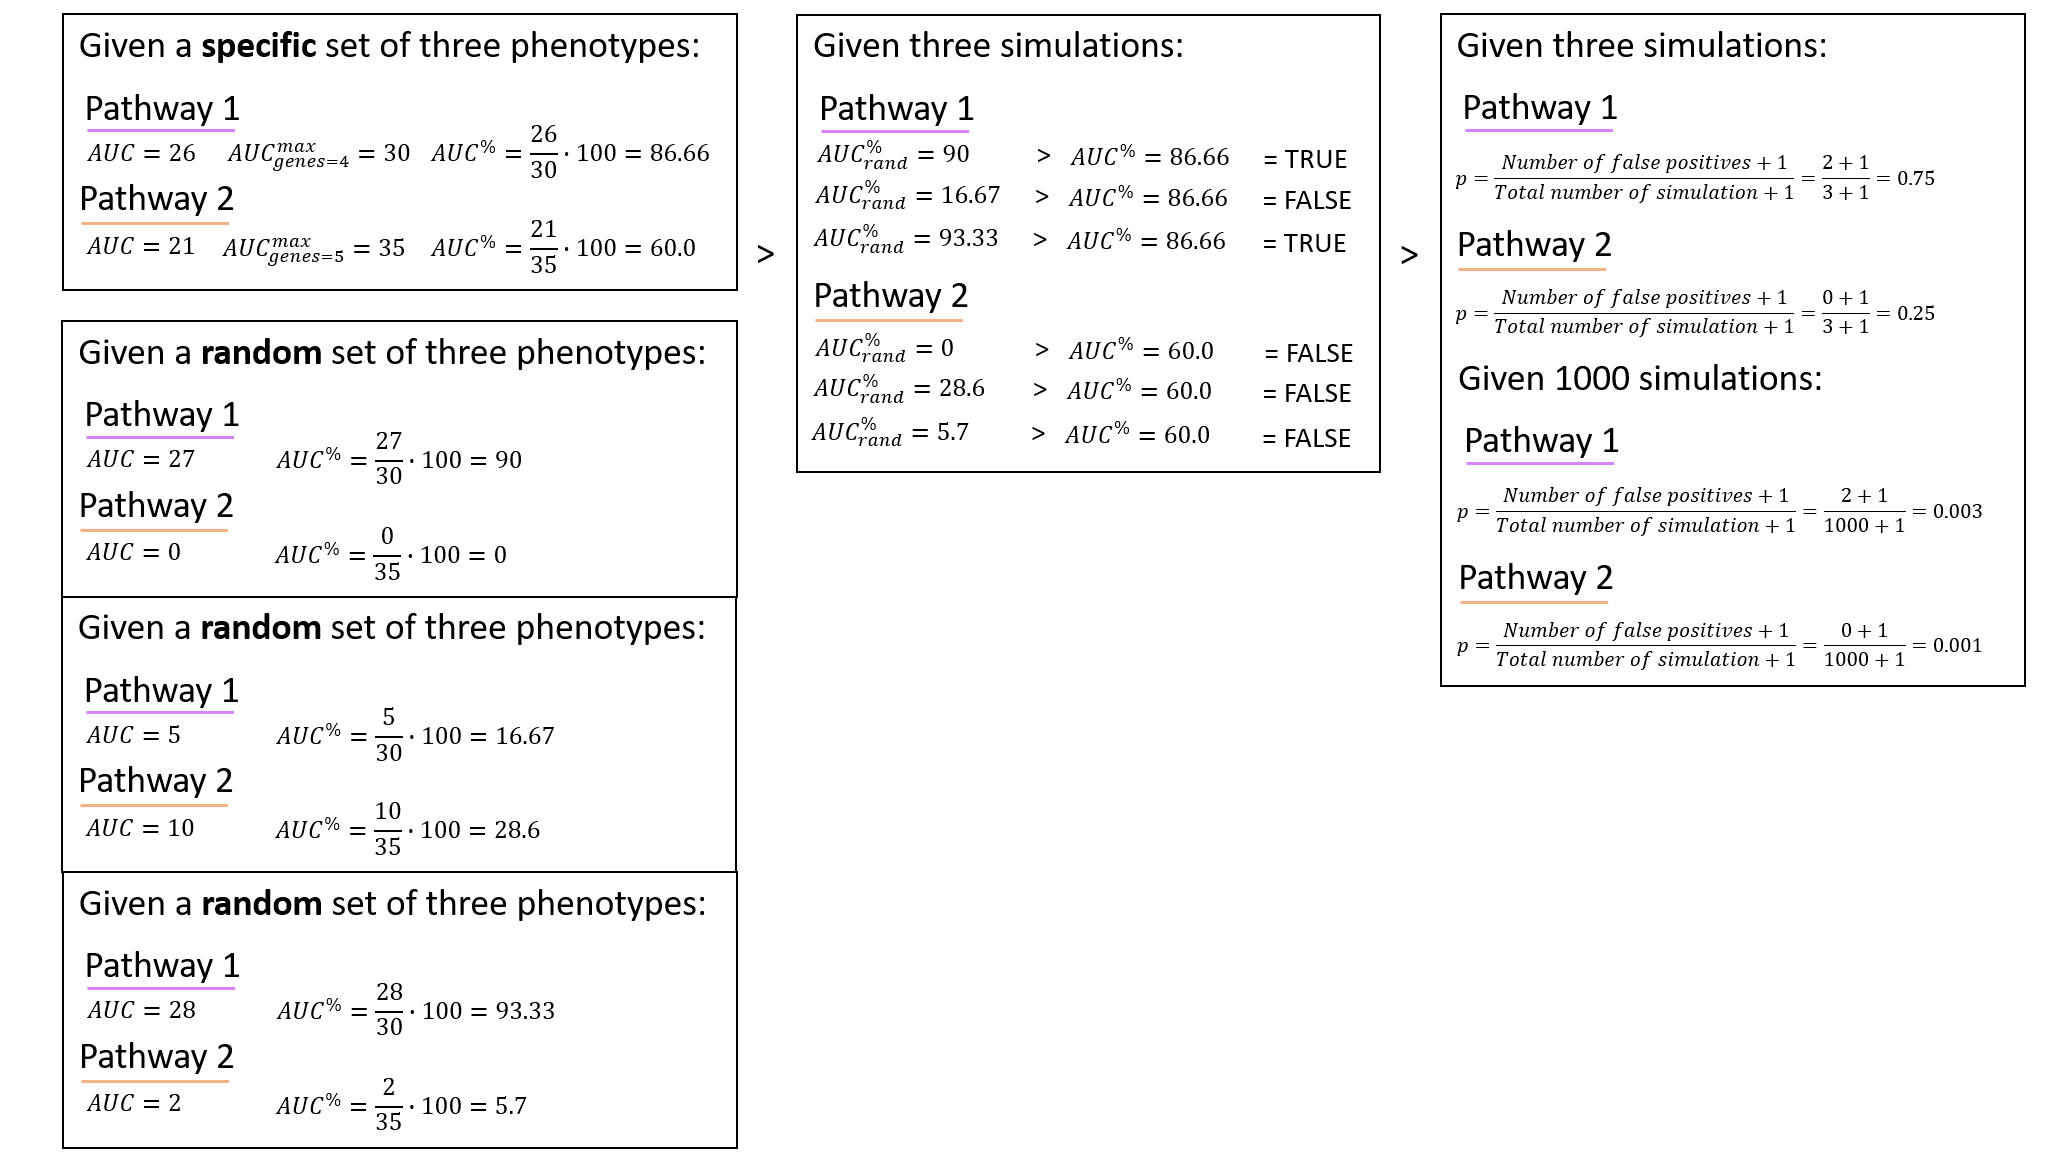 Given a specific set of three phenotypes:
Pathway 1
AUC = 26 AUC^{max}_{genes=4} = 30 AUC^% = 26/30 · 100 = 86.66
Pathway 2
AUC = 21 AUC^{max}_{genes=5} = 35 AUC^% = 21/35 · 100 = 60.0
Given a random set of three phenotypes:
Pathway 1
AUC = 27 AUC^% = 27/30 · 100 = 90
Pathway 2
AUC = 0 AUC^% = 0/35 · 100 = 0
Given a random set of three phenotypes:
Pathway 1
AUC = 5 AUC^% = 5/30 · 100 = 16.67
Pathway 2
AUC = 10 AUC^% = 10/35 · 100 = 28.6
Given a random set of three phenotypes:
Pathway 1
AUC = 28 AUC^% = 28/30 · 100 = 93.33
Pathway 2
AUC = 2 AUC^% = 2/35 · 100 = 5.7
>
Given three simulations:
Pathway 1
AUC^%_{rand} = 90 > AUC^% = 86.66 = TRUE
AUC^%_{rand} = 16.67 > AUC^% = 86.66 = FALSE
AUC^%_{rand} = 93.33 > AUC^% = 86.66 = TRUE
Pathway 2
AUC^%_{rand} = 0 > AUC^% = 60.0 = FALSE
AUC^%_{rand} = 28.6 > AUC^% = 60.0 = FALSE
AUC^%_{rand} = 5.7 > AUC^% = 60.0 = FALSE
>
Given three simulations:
Pathway 1
p = Number of false positives + 1/Total number of simulation + 1 = 2 + 1/3 + 1 = 0.75
Pathway 2
p = Number of false positives + 1/Total number of simulation + 1 = 0 + 1/3 + 1 = 0.25
Given 1000 simulations:
Pathway 1
p = Number of false positives + 1/Total number of simulation + 1 = 2 + 1/1000 + 1 = 0.003
Pathway 2
p = Number of false positives + 1/Total number of simulation + 1 = 0 + 1/1000 + 1 = 0.001